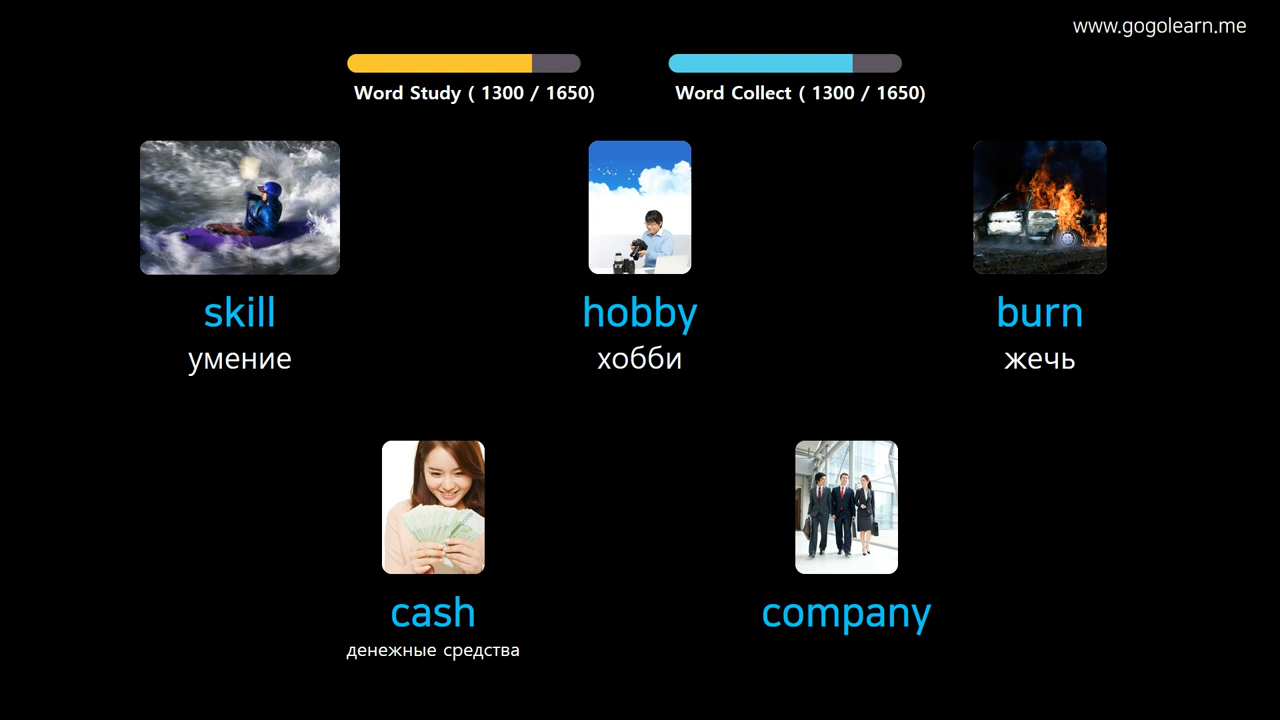 www.gogolearn.me
Word Study ( 1300 / 1650)
Word Collect ( 1300 / 1650)
skill
умение
hobby
хобби
burn
жечь
cash
денежные средства
company